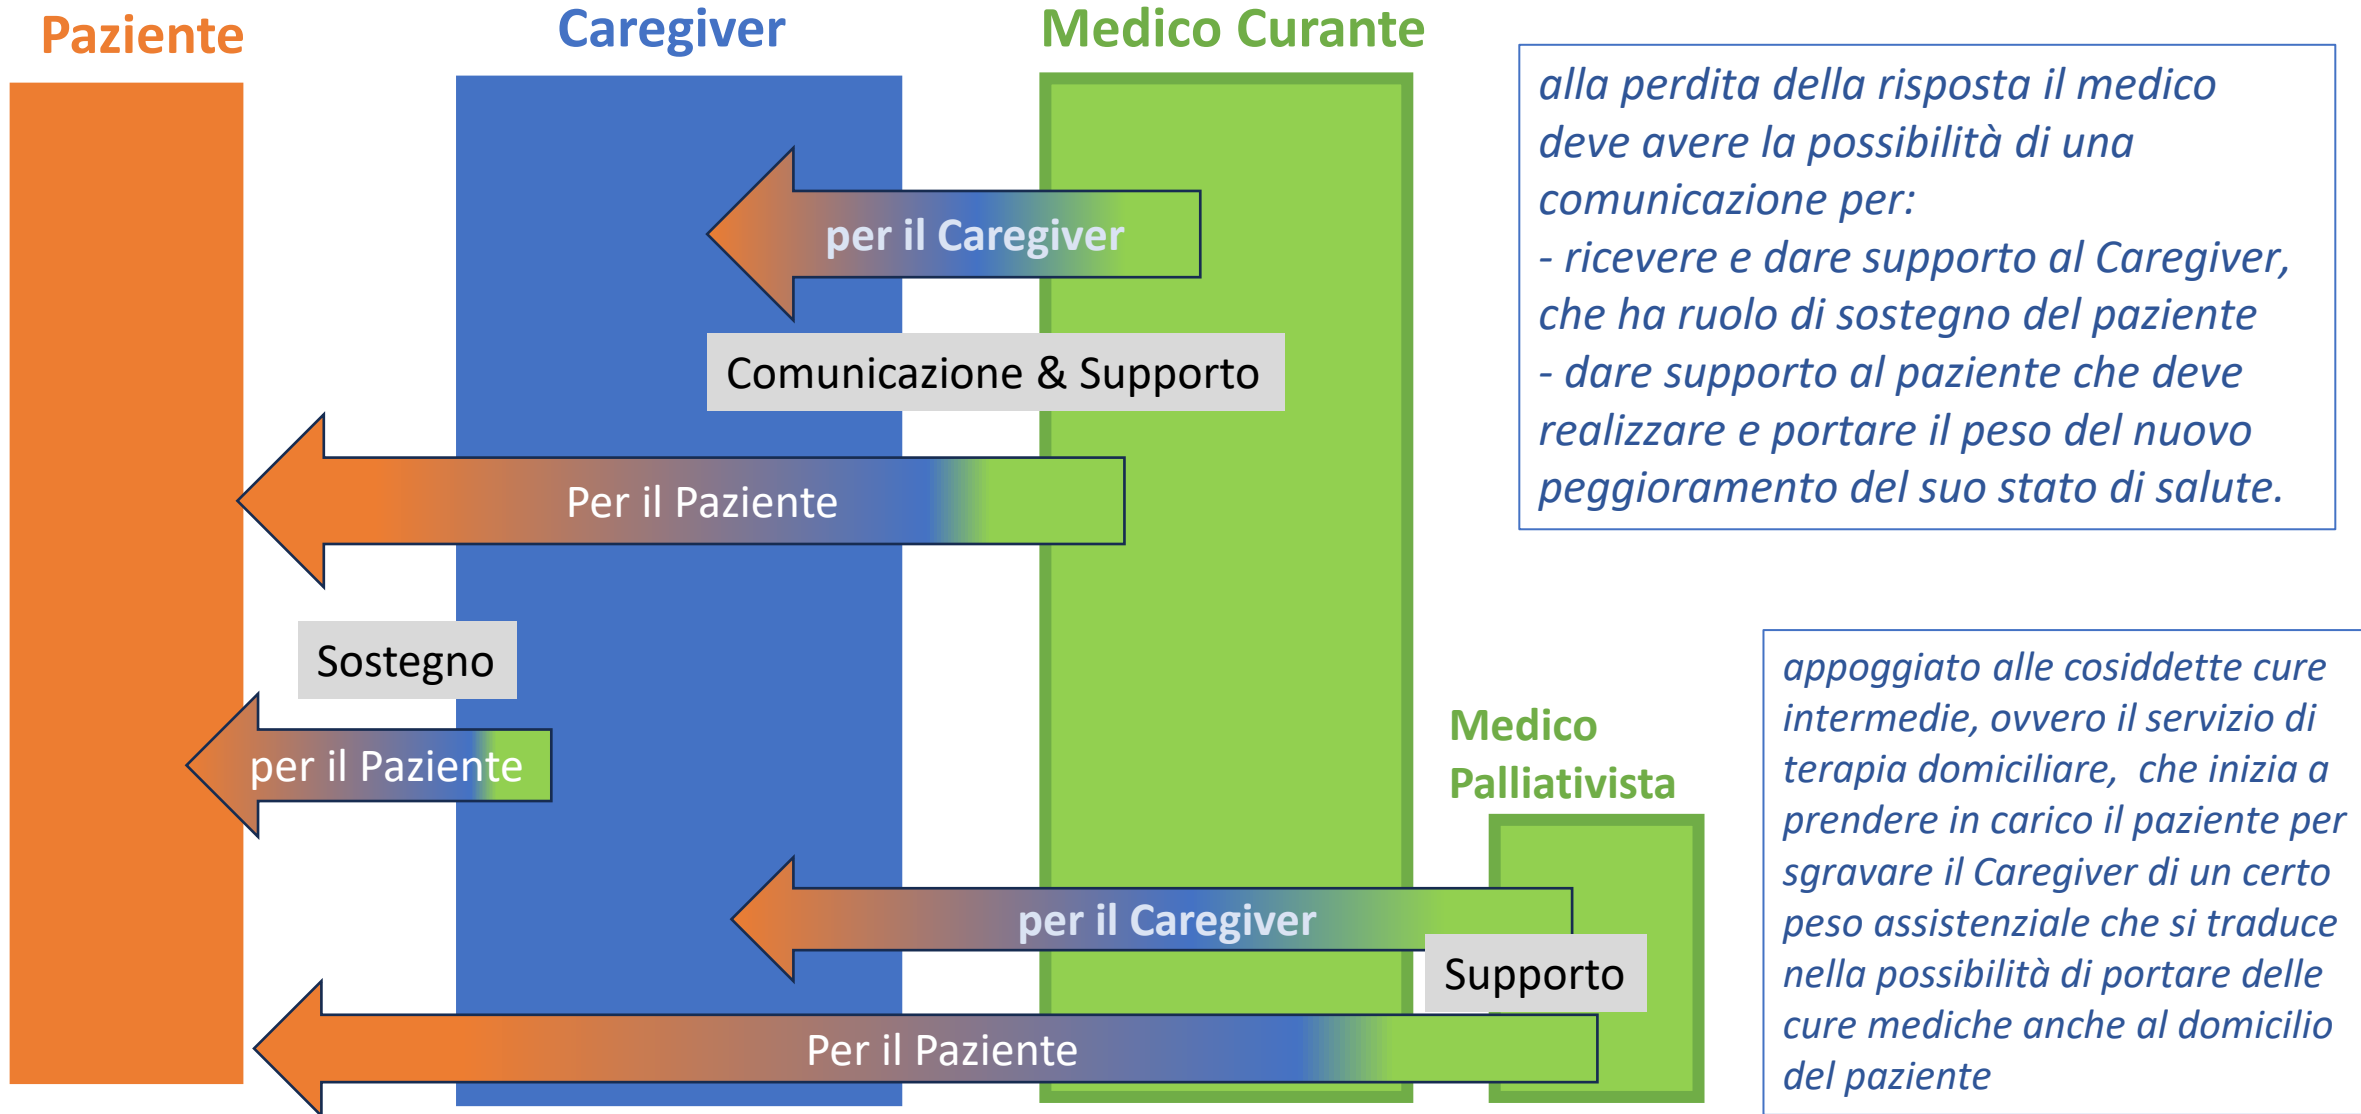 Paziente
Caregiver
Medico Curante
per il Caregiver
Comunicazione & Supporto
Per il Paziente
Sostegno
per il Paziente
Medico
Palliativista
per il Caregiver
Supporto
Per il Paziente
alla perdita della risposta il medico
deve avere la possibilità di una
comunicazione per:
- ricevere e dare supporto al Caregiver,
che ha ruolo di sostegno del paziente
- dare supporto al paziente che deve
realizzare e portare il peso del nuovo
peggioramento del suo stato di salute.
appoggiato alle cosiddette cure
intermedie, ovvero il servizio di
terapia domiciliare, che inizia a
prendere in carico il paziente per
sgravare il Caregiver di un certo
peso assistenziale che si traduce
nella possibilità di portare delle
cure mediche anche al domicilio
del paziente